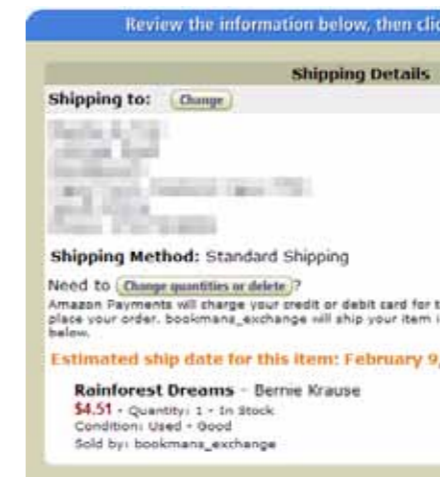 Review the information below, then
Shipping Details
Shipping to: Change
Shipping Method: Standard Shipping
Need to Change quantities or delete?
Amazon Payments will charge your credit or debit card for
place your order. bookmans_exchange will ship your item
below.
Estimated ship date for this item: February 9,
Rainforest Dreams - Bernie Krause
$4.51 - Quantity: 1 - In Stock
Condition: Used - Good
Sold by: bookmans_exchange